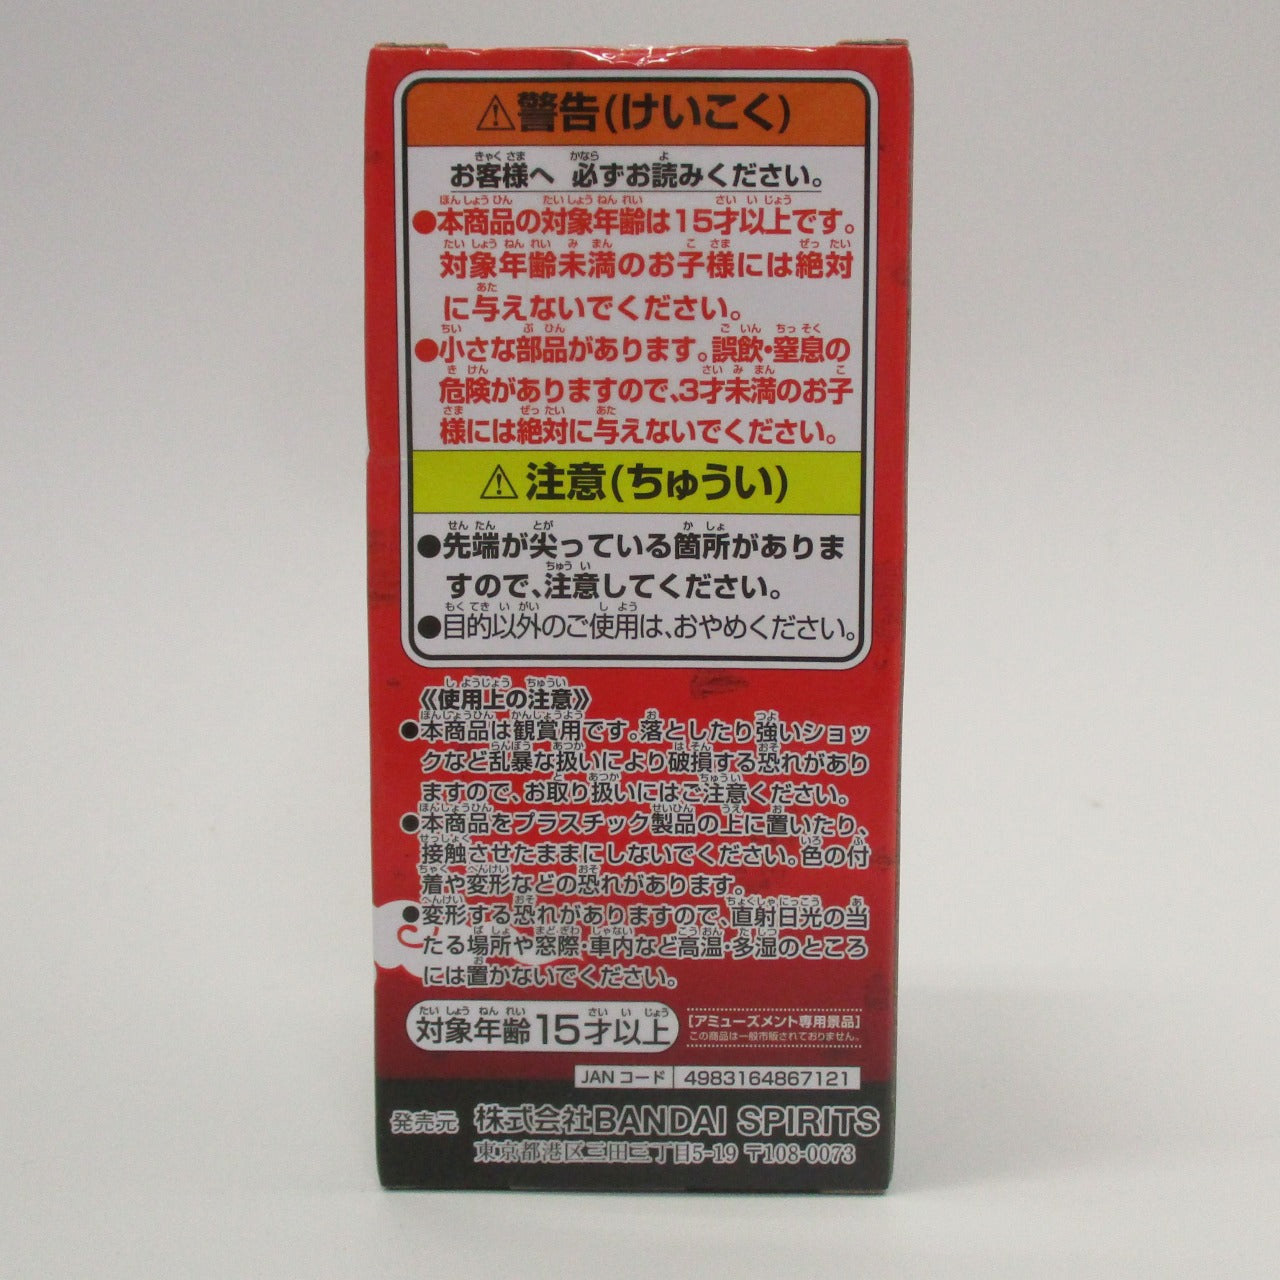 ⚠警告(けいこく)
お客様へ 必ずお読みください。
●本商品の対象年齢は15才以上です。
対象年齢未満のお子様には絶対
に与えないでください。
●小さな部品があります。誤飲・窒息の
危険がありますので、3才未満のお子
様には絶対に与えないでください。
⚠注意(ちゅうい)
●先端が尖っている箇所がありま
すので、注意してください。
●目的以外のご使用は、おやめください。
《使用上の注意》
●本商品は観賞用です。落としたり強いショッ
クなど乱暴な扱いにより破損する恐れがあり
ますので、お取り扱いにはご注意ください。
●本商品をプラスチック製品の上に置いたり、
接触させたままにしないでください。色の付
着や変形などの恐れがあります。
●変形する恐れがありますので、直射日光の当
たる場所や窓際・車内など高温・多湿のところ
には置かないでください。
対象年齢15才以上
[アミューズメント専用景品]
この商品は一般市販されておりません。
JANコード 4983164867121
発売元 株式会社BANDAI SPIRITS
東京都港区三田三丁目5-19 〒108-0073